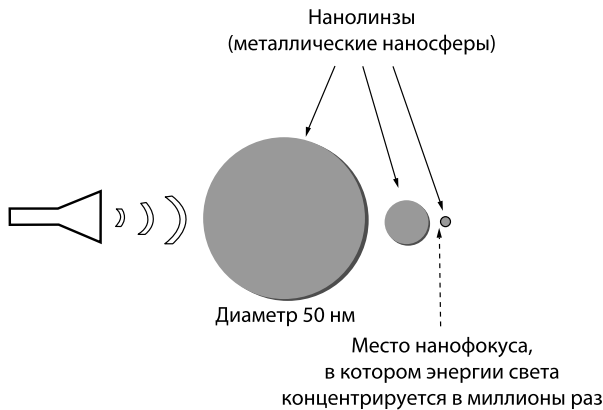 Нанолинзы
(металлические наносферы)
Диаметр 50 нм
Место нанофокуса,
в котором энергии света
концентрируется в миллионы раз